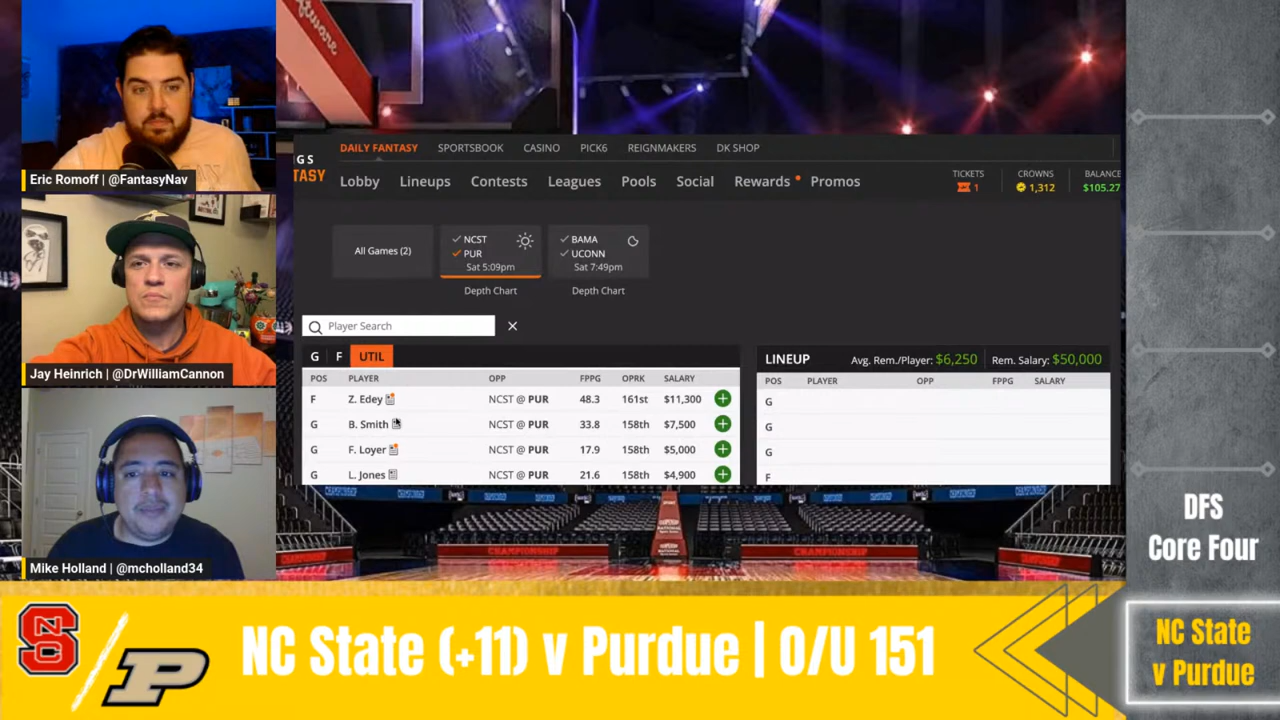 Eric Romoff | @FantasyNav
Jay Heinrich | @DrWilliamCannon
Mike Holland | @mcholland34
GS
TASY
DAILY FANTASY SPORTSBOOK CASINO PICK6 REIGNMAKERS DK SHOP
Lobby Lineups Contests Leagues Pools Social Rewards Promos
TICKETS CROWNS BALANCE
1 1,312 $105.27
All Games (2)
NCST
PUR
Sat 5:09pm
Depth Chart
BAMA
UCONN
Sat 7:49pm
Depth Chart
Player Search
G F UTIL
POS PLAYER OPP FPPG OPRK SALARY
F Z. Edey NCST @ PUR 48.3 161st $11,300
G B. Smith NCST @ PUR 33.8 158th $7,500
G F. Loyer NCST @ PUR 17.9 158th $5,000
G L. Jones NCST @ PUR 21.6 158th $4,900
LINEUP Avg. Rem./Player: $6,250 Rem. Salary: $50,000
POS PLAYER OPP FPPG SALARY
G
G
G
F
CHAMPIONSHIP
CHAMPIONSHIP
DFS
Core Four
NC State
v Purdue
NC State (+11) v Purdue | O/U 151